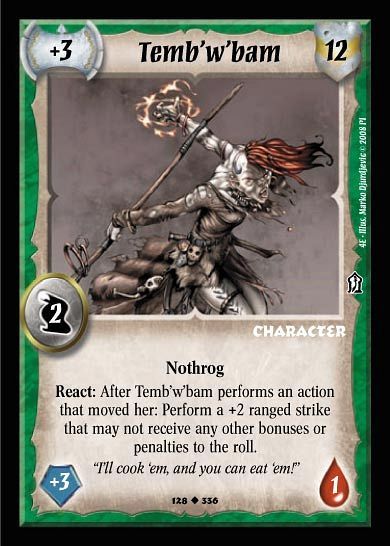 +3
Temb'w'bam
12
4E • Illus. Marko Djurdjevic © 2008 PI
2
CHARACTER
Nothrog
React: After Temb'w'bam performs an action
that moved her: Perform a +2 ranged strike
that may not receive any other bonuses or
penalties to the roll.
"I'll cook 'em, and you can eat 'em!"
+3
128 ◆ 336
1